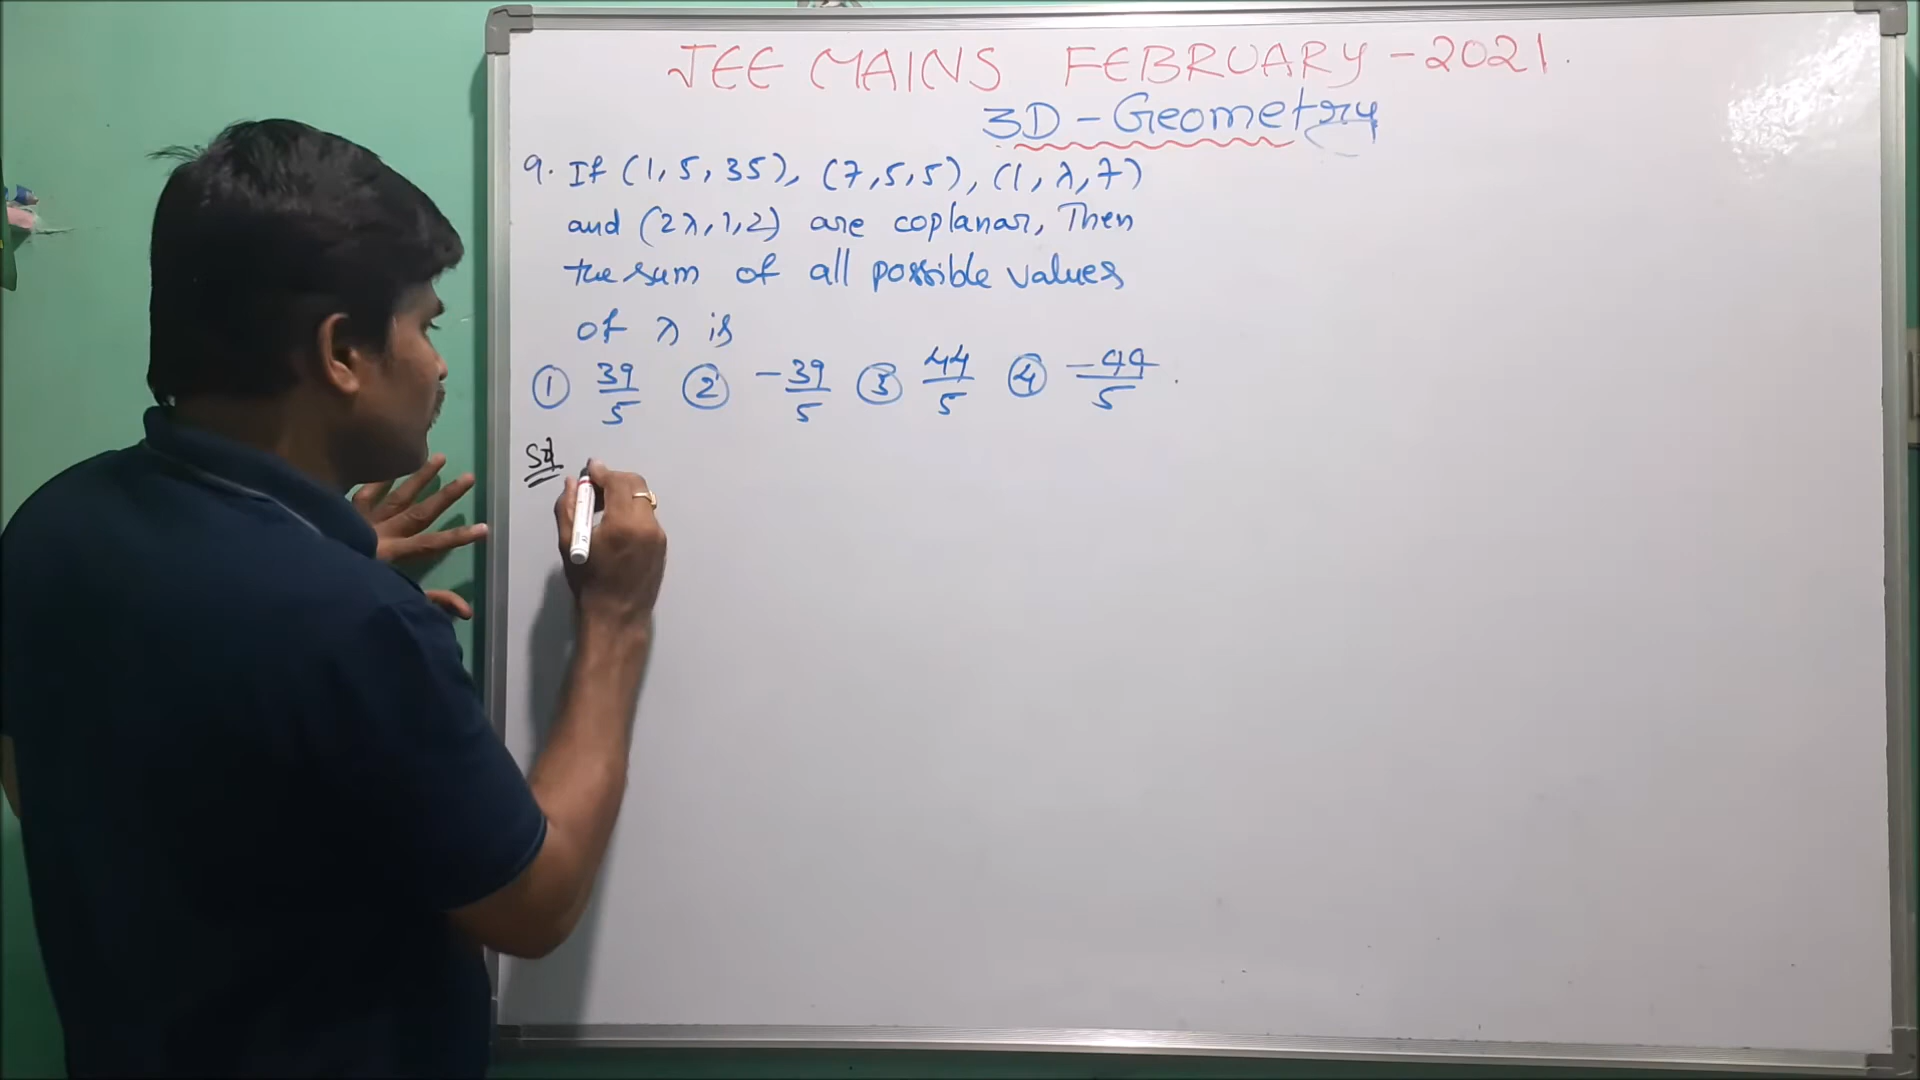 JEE MAINS FEBRUARY - 2021.
3D - Geometry
9. If (1, 5, 35), (7, 5, 5), (1, λ, 7)
and (2λ, 1, 2) are coplanar, Then
the sum of all possible values
of λ is
① 39/5 ② -39/5 ③ 44/5 ④ -44/5.
Sol